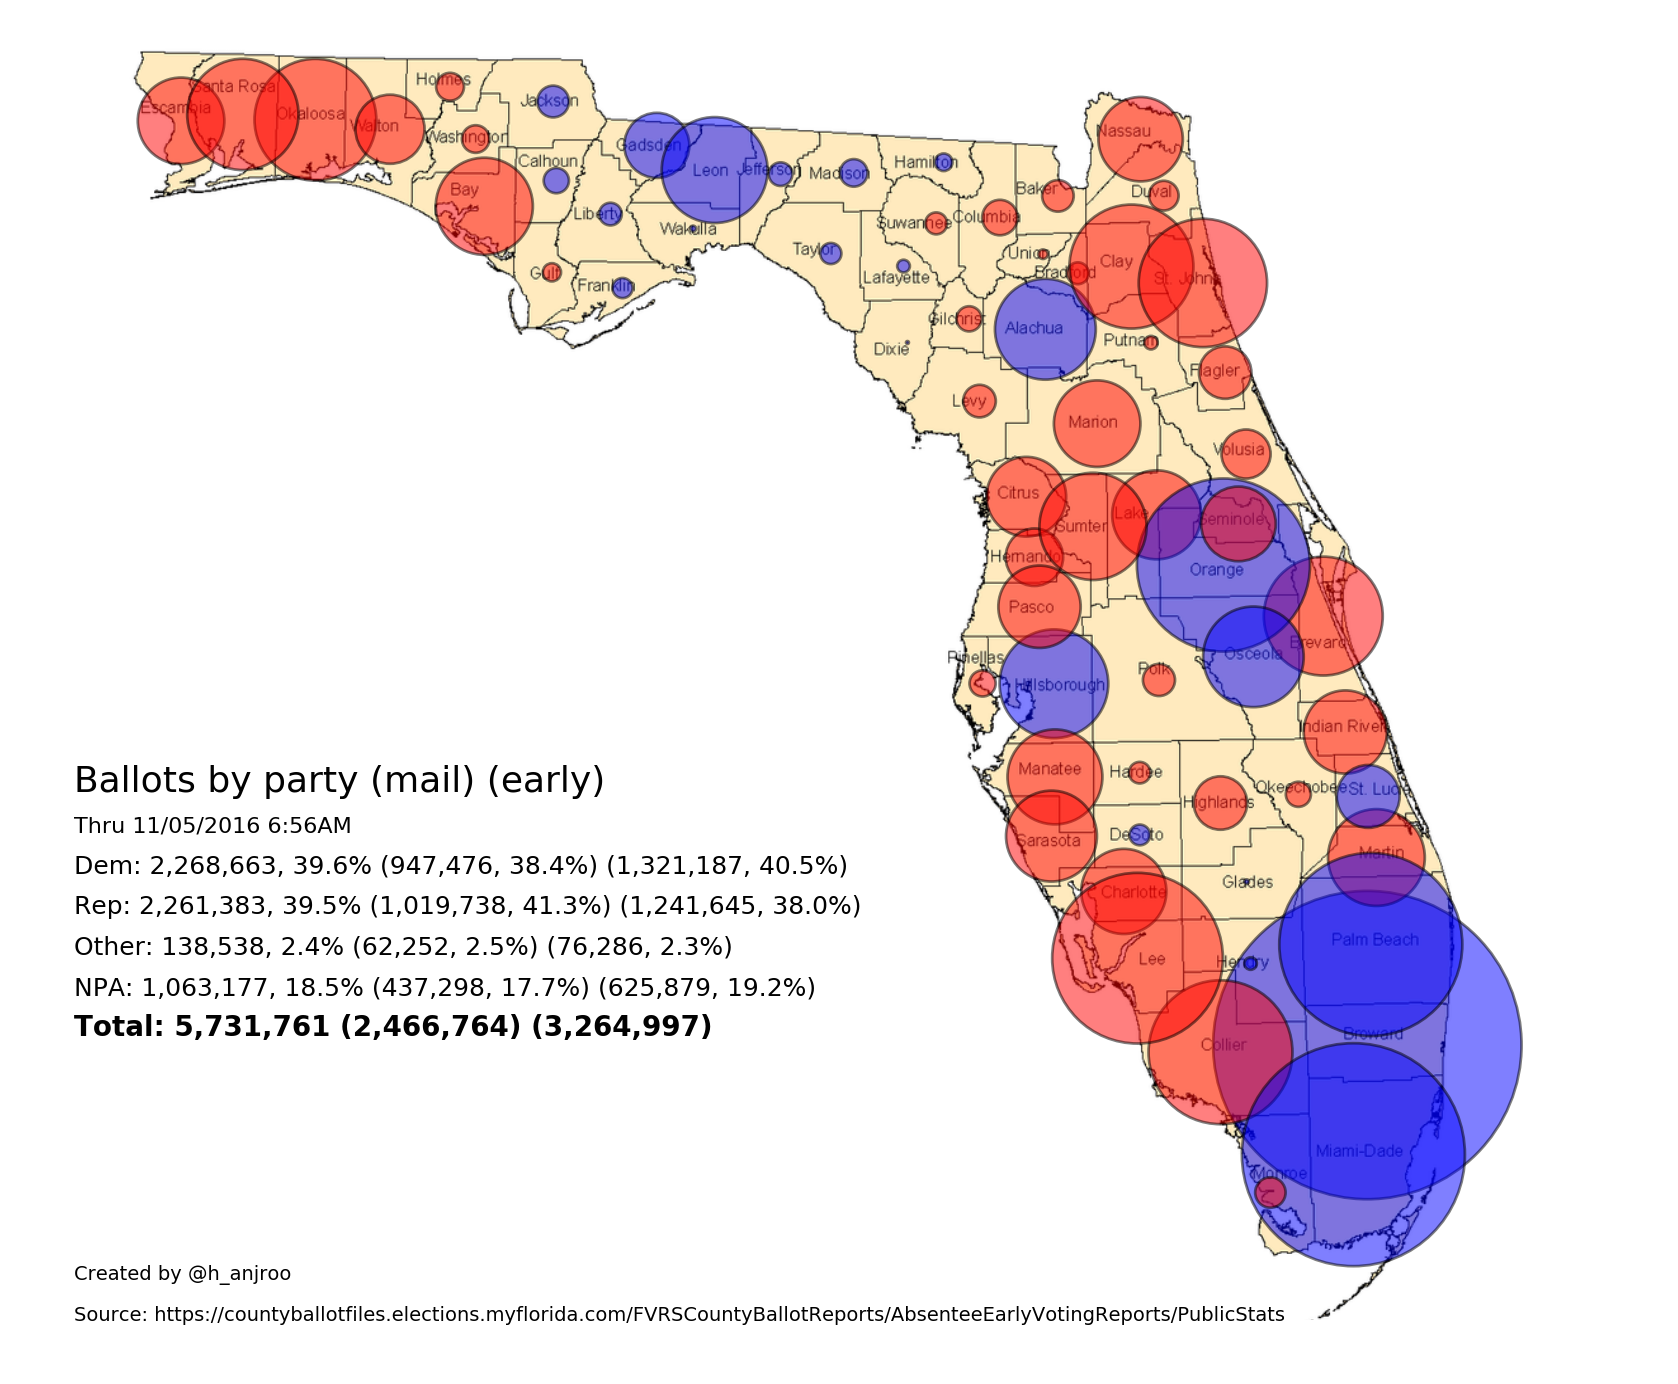 Holmes
Santa Rosa
Jackson
Escambia
Okaloosa
Walton
Washington
Nassau
Gadsden
Calhoun
Hamilton
Leon
Jefferson
Madison
Bay
Baker
Duval
Liberty
Columbia
Suwannee
Wakulla
Taylor
Union
Clay
Gulf
Bradford
St. Johns
Lafayette
Franklin
Gilchrist
Alachua
Putnam
Dixie
Flagler
Levy
Marion
Volusia
Citrus
Lake
Seminole
Sumter
Hernando
Orange
Pasco
Brevard
Osceola
Pinellas
Polk
Hillsborough
Indian River
Manatee
Hardee
Okeechobee
St. Lucie
Highlands
DeSoto
Sarasota
Martin
Glades
Charlotte
Palm Beach
Lee
Hendry
Broward
Collier
Miami-Dade
Monroe
Ballots by party (mail) (early)
Thru 11/05/2016 6:56AM
Dem: 2,268,663, 39.6% (947,476, 38.4%) (1,321,187, 40.5%)
Rep: 2,261,383, 39.5% (1,019,738, 41.3%) (1,241,645, 38.0%)
Other: 138,538, 2.4% (62,252, 2.5%) (76,286, 2.3%)
NPA: 1,063,177, 18.5% (437,298, 17.7%) (625,879, 19.2%)
Total: 5,731,761 (2,466,764) (3,264,997)
Created by @h_anjroo
Source: https://countyballotfiles.elections.myflorida.com/FVRSCountyBallotReports/AbsenteeEarlyVotingReports/PublicStats